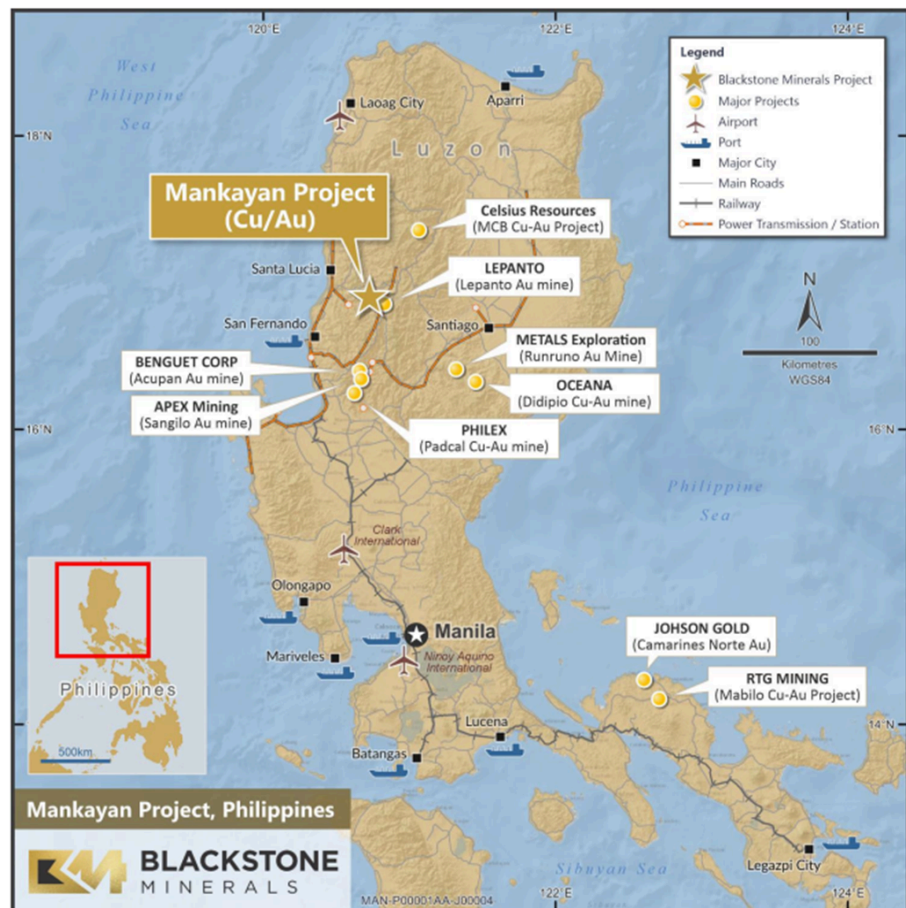 120°E
122°E
124°E
West
Philippine
Sea
Laoag City
Aparri
Legend
Blackstone Minerals Project
Major Projects
Airport
Port
Major City
Main Roads
Railway
Power Transmission / Station
18°N
Luzon
Mankayan Project
(Cu/Au)
Celsius Resources
(MCB Cu-Au Project)
Santa Lucia
LEPANTO
(Lepanto Au mine)
N
100
Kilometres
WGS84
San Fernando
Santiago
BENGUET CORP
(Acupan Au mine)
METALS Exploration
(Runruno Au Mine)
OCEANA
(Didipio Cu-Au mine)
APEX Mining
(Sangilo Au mine)
PHILEX
(Padcal Cu-Au mine)
16°N
16°N
Philippine
Sea
Clark
International
Olongapo
Manila
Mariveles
Ninoy Aquino
International
JOHSON GOLD
(Camarines Norte Au)
RTG MINING
(Mabilo Cu-Au Project)
Philippines
500km
14°N
Lucena
Batangas
Mankayan Project, Philippines
BLACKSTONE
MINERALS
Legazpi City
Sibuyan Sea
MAN-P00001AA-J00004
122°E
124°E